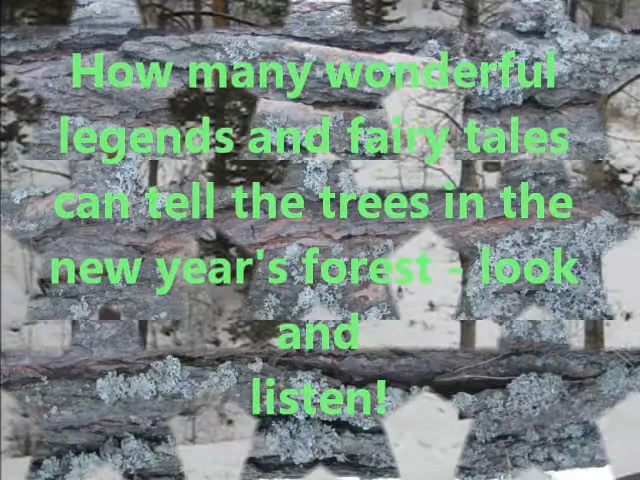 How many wonderful
legends and fairy tales
can tell the trees in the
new year's forest - look
and
listen!